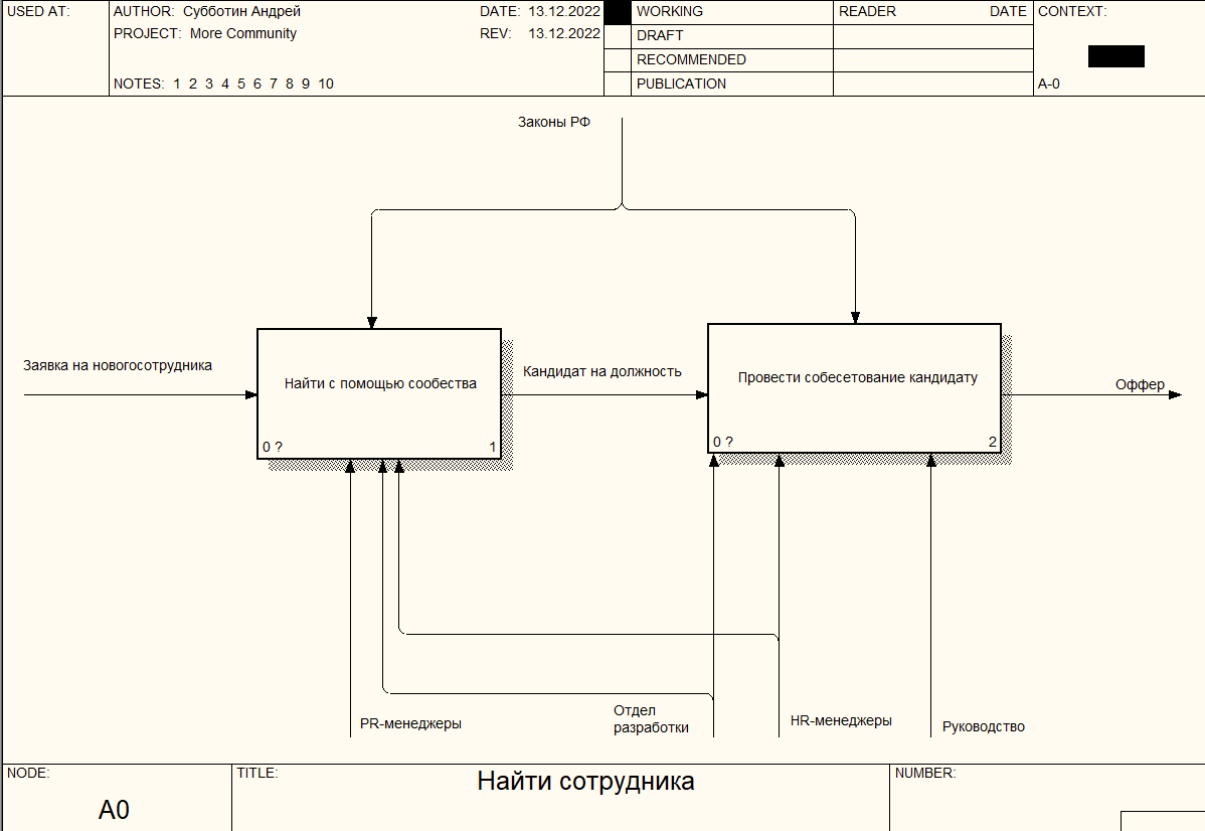 USED AT:
AUTHOR: Субботин Андрей
DATE: 13.12.2022
PROJECT: More Community
REV: 13.12.2022
NOTES: 1 2 3 4 5 6 7 8 9 10
WORKING
DRAFT
RECOMMENDED
PUBLICATION
READER
DATE
CONTEXT:
A-0
Законы РФ
Заявка на новогосотрудника
Найти с помощью сообества
0 ?
1
Кандидат на должность
Провести собесетование кандидату
0 ?
2
Оффер
PR-менеджеры
Отдел
разработки
HR-менеджеры
Руководство
NODE:
A0
TITLE:
Найти сотрудника
NUMBER: